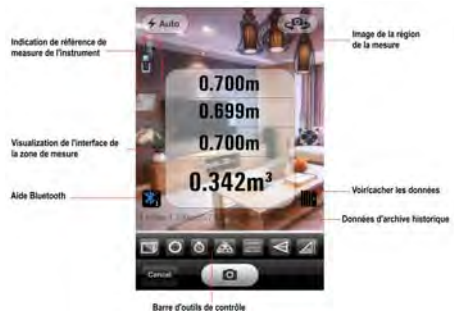 Auto
Indication de référence de
measure de l'instrument
Image de la région
de la mesure
0.700m
0.699m
0.700m
Visualization de l'interface de
la zone de mesure
0.342m³
Aide Bluetooth
Voir/cacher les données
Données d'archive historique
Cancel
Barre d'outils de contrôle